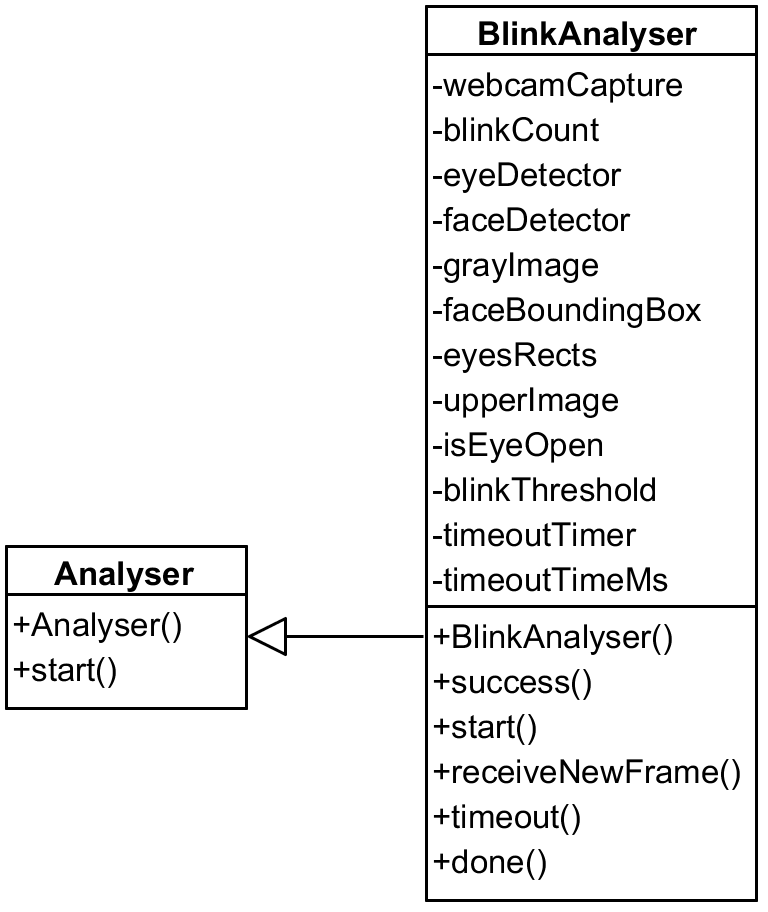 BlinkAnalyser
-webcamCapture
-blinkCount
-eyeDetector
-faceDetector
-grayImage
-faceBoundingBox
-eyesRects
-upperImage
-isEyeOpen
-blinkThreshold
-timeoutTimer
-timeoutTimeMs
+BlinkAnalyser()
+success()
+start()
+receiveNewFrame()
+timeout()
+done()
Analyser
+Analyser()
+start()